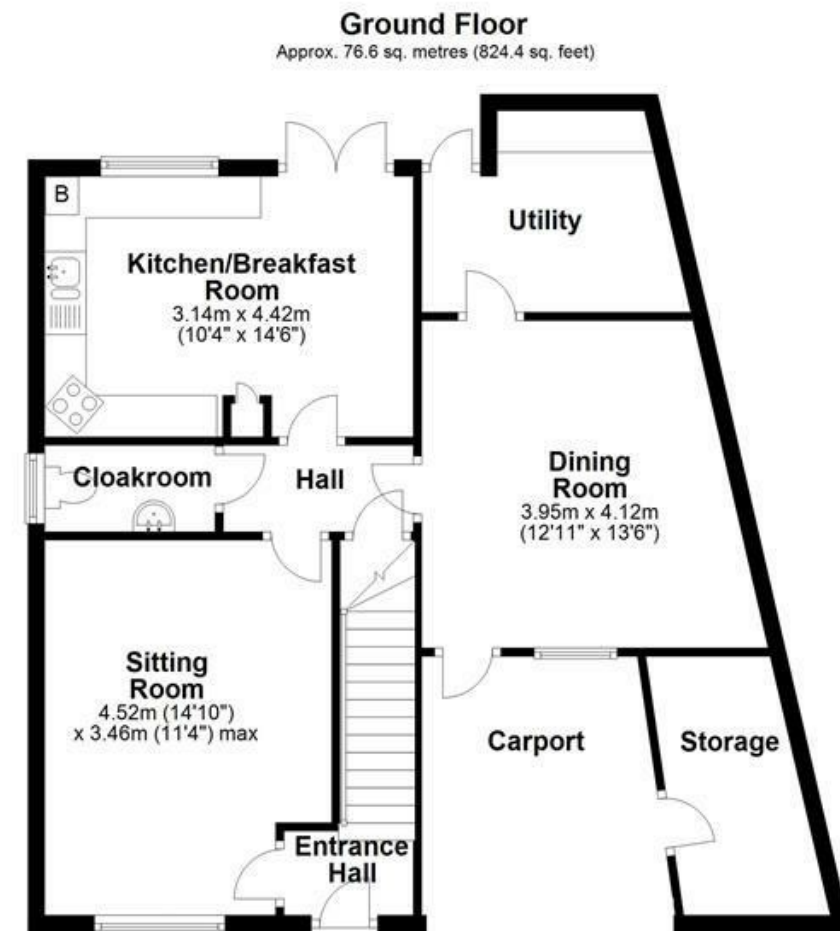 Ground Floor
Approx. 76.6 sq. metres (824.4 sq. feet)
B
Kitchen/Breakfast
Room
3.14m x 4.42m
(10'4" x 14'6")
Utility
Cloakroom
Hall
Dining
Room
3.95m x 4.12m
(12'11" x 13'6")
Sitting
Room
4.52m (14'10")
x 3.46m (11'4") max
Carport
Storage
Entrance
Hall